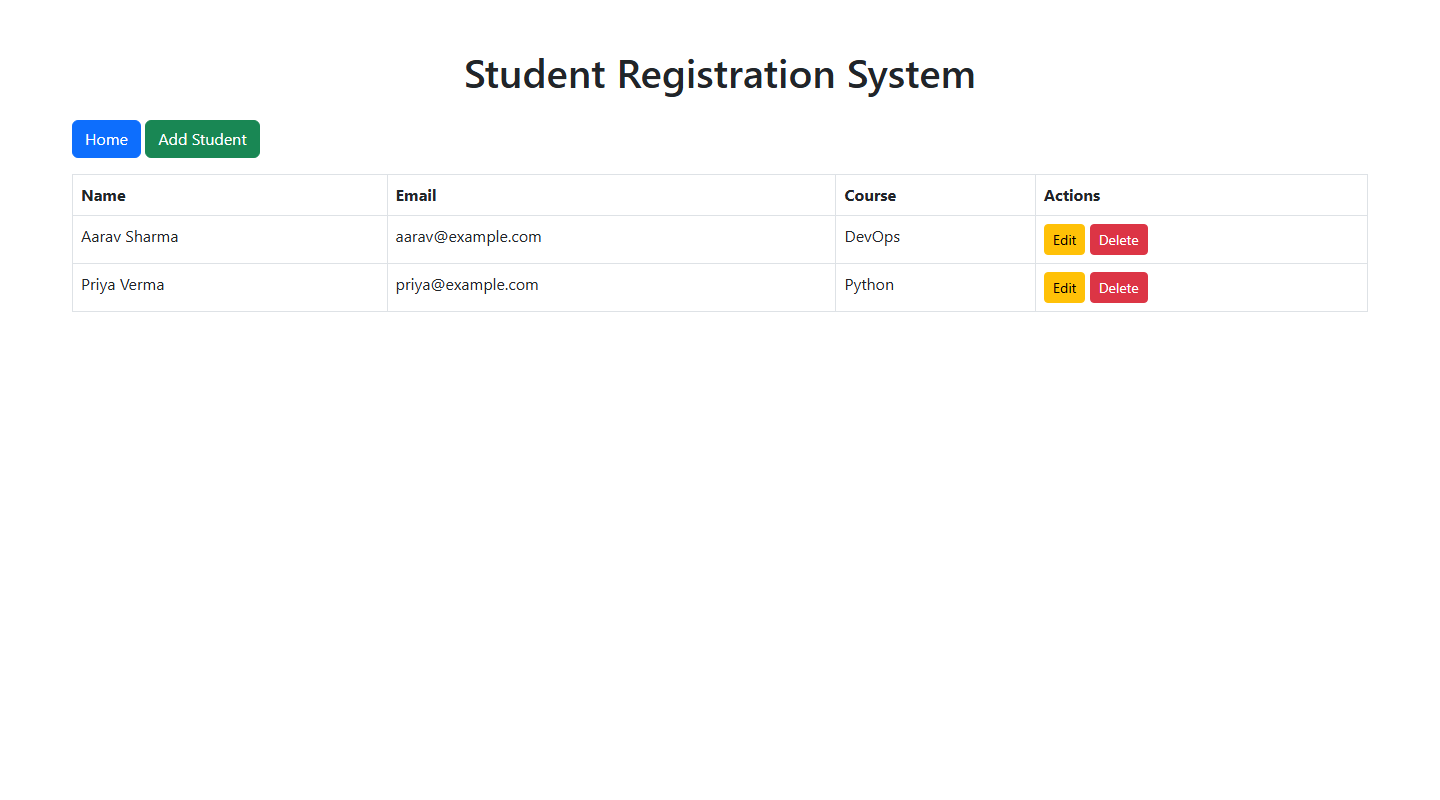 Student Registration System
Home Add Student
Name Email Course Actions
Aarav Sharma aarav@example.com DevOps Edit Delete
Priya Verma priya@example.com Python Edit Delete